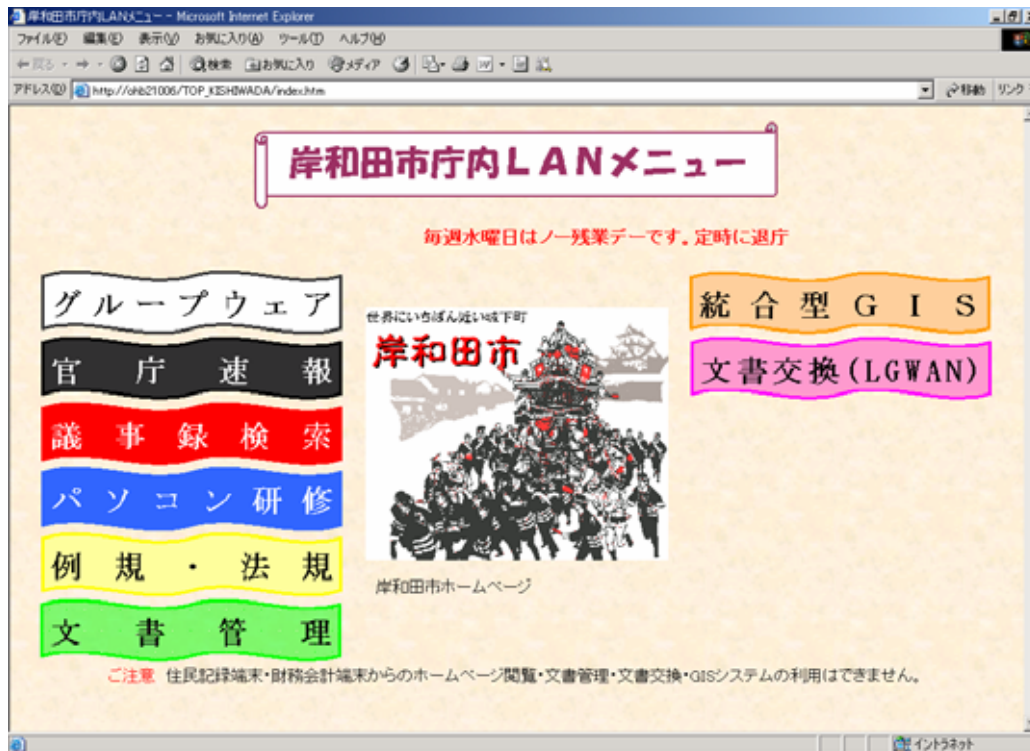 岸和田市庁内LANメニュー - Microsoft Internet Explorer
ファイル(F) 編集(E) 表示(V) お気に入り(A) ツール(T) ヘルプ(H)
戻る 検索 お気に入り メディア
アドレス(D) http://ohb21006/TOP_KISHIWADA/index.htm 移動 リンク
岸和田市庁内LANメニュー
毎週水曜日はノー残業デーです。定時に退庁
グループウェア
官庁速報
議事録検索
パソコン研修
例規・法規
文書管理
世界にいちばん近い城下町
岸和田市
岸和田市ホームページ
統合型GIS
文書交換(LGWAN)
ご注意 住民記録端末・財務会計端末からのホームページ閲覧・文書管理・文書交換・GISシステムの利用はできません。
イントラネット